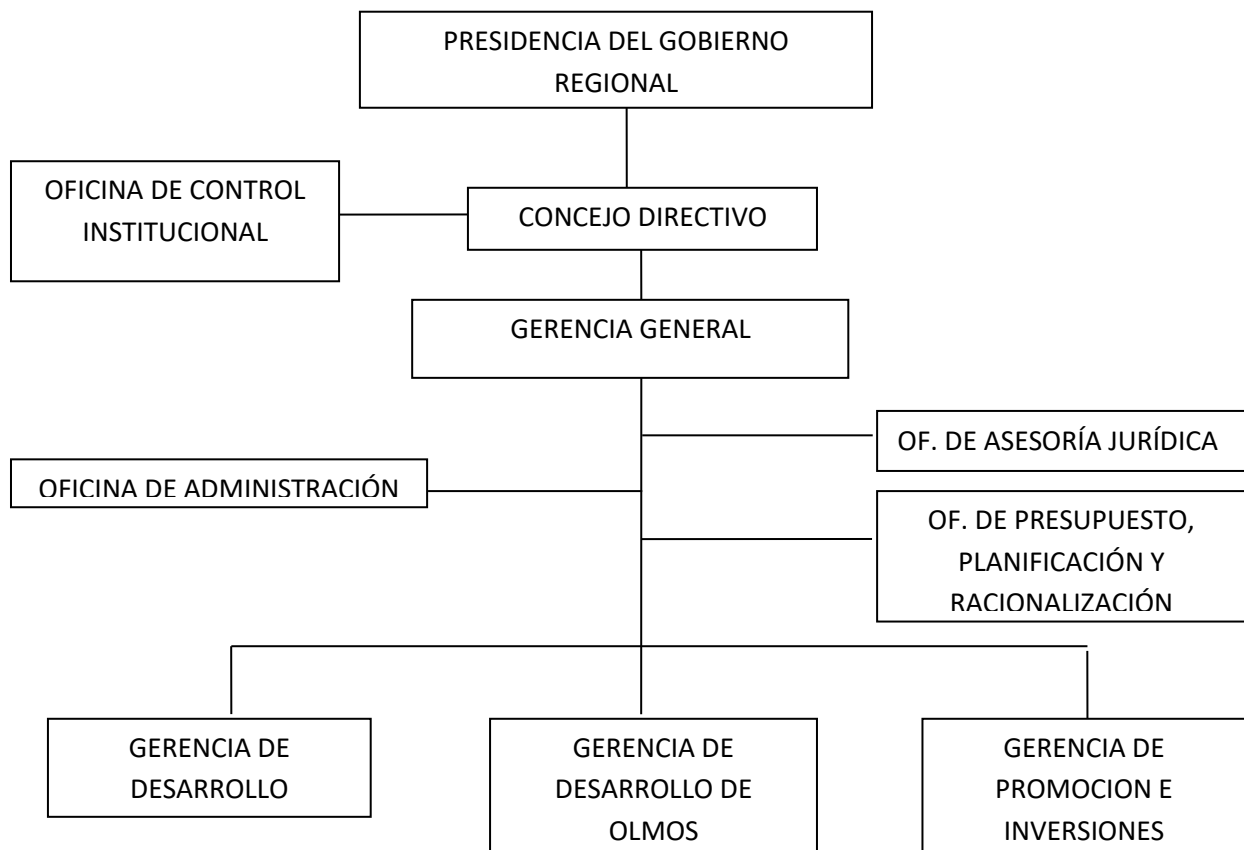 PRESIDENCIA DEL GOBIERNO
REGIONAL
OFICINA DE CONTROL
INSTITUCIONAL
CONCEJO DIRECTIVO
GERENCIA GENERAL
OF. DE ASESORÍA JURÍDICA
OFICINA DE ADMINISTRACIÓN
OF. DE PRESUPUESTO,
PLANIFICACIÓN Y
RACIONALIZACIÓN
GERENCIA DE
DESARROLLO
GERENCIA DE
DESARROLLO DE
OLMOS
GERENCIA DE
PROMOCION E
INVERSIONES